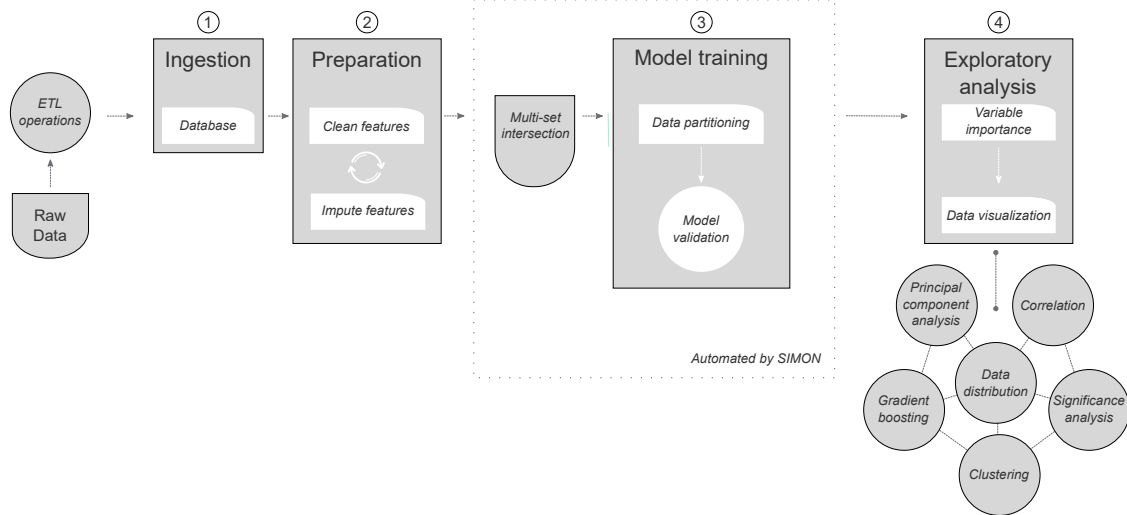 1
Ingestion
Database
ETL
operations
Raw
Data
2
Preparation
Clean features
Impute features
Multi-set
intersection
3
Model training
Data partitioning
Model
validation
Automated by SIMON
4
Exploratory
analysis
Variable
importance
Data visualization
Principal
component
analysis
Correlation
Data
distribution
Gradient
boosting
Significance
analysis
Clustering